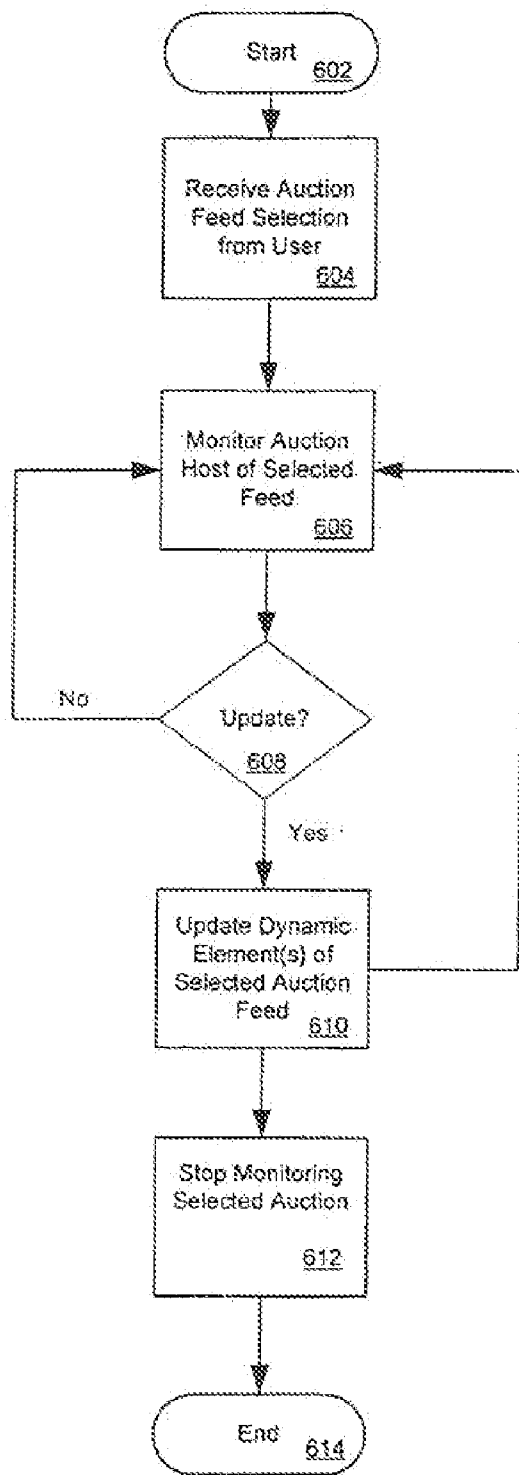 Start
602
Receive Auction
Feed Selection
from User
604
Monitor Auction
Host of Selected
Feed
606
No
Update?
608
Yes
Update Dynamic
Element(s) of
Selected Auction
Feed
610
Stop Monitoring
Selected Auction
612
End
614